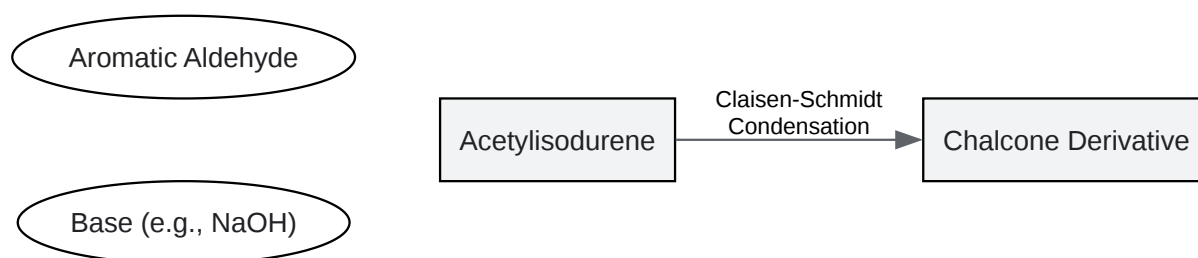 Aromatic Aldehyde
Claisen-Schmidt
Condensation
Acetylisodurene
Chalcone Derivative
Base (e.g., NaOH)